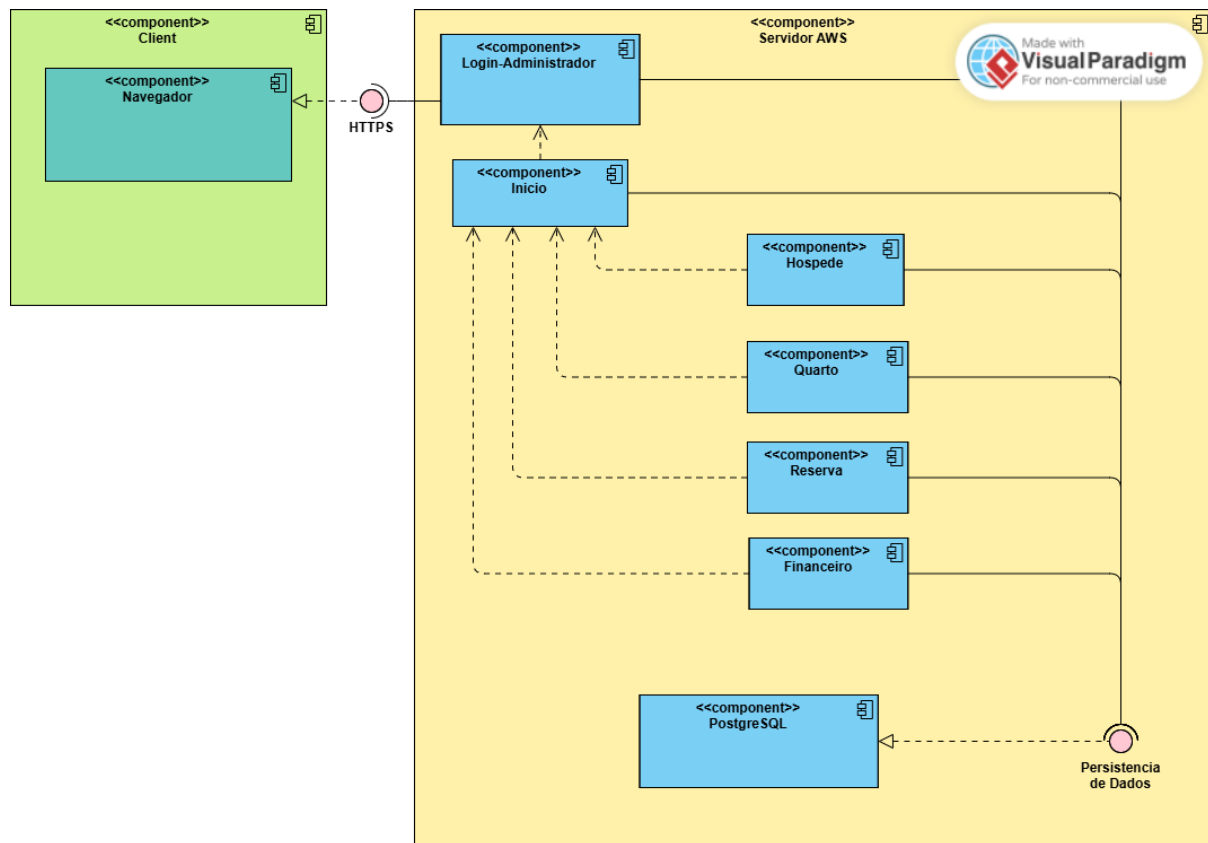 <<component>>
Client
<<component>>
Navegador
HTTPS
<<component>>
Servidor AWS
Made with
Visual Paradigm
For non-commercial use
<<component>>
Login-Administrador
<<component>>
Inicio
<<component>>
Hospede
<<component>>
Quarto
<<component>>
Reserva
<<component>>
Financeiro
<<component>>
PostgreSQL
Persistencia
de Dados